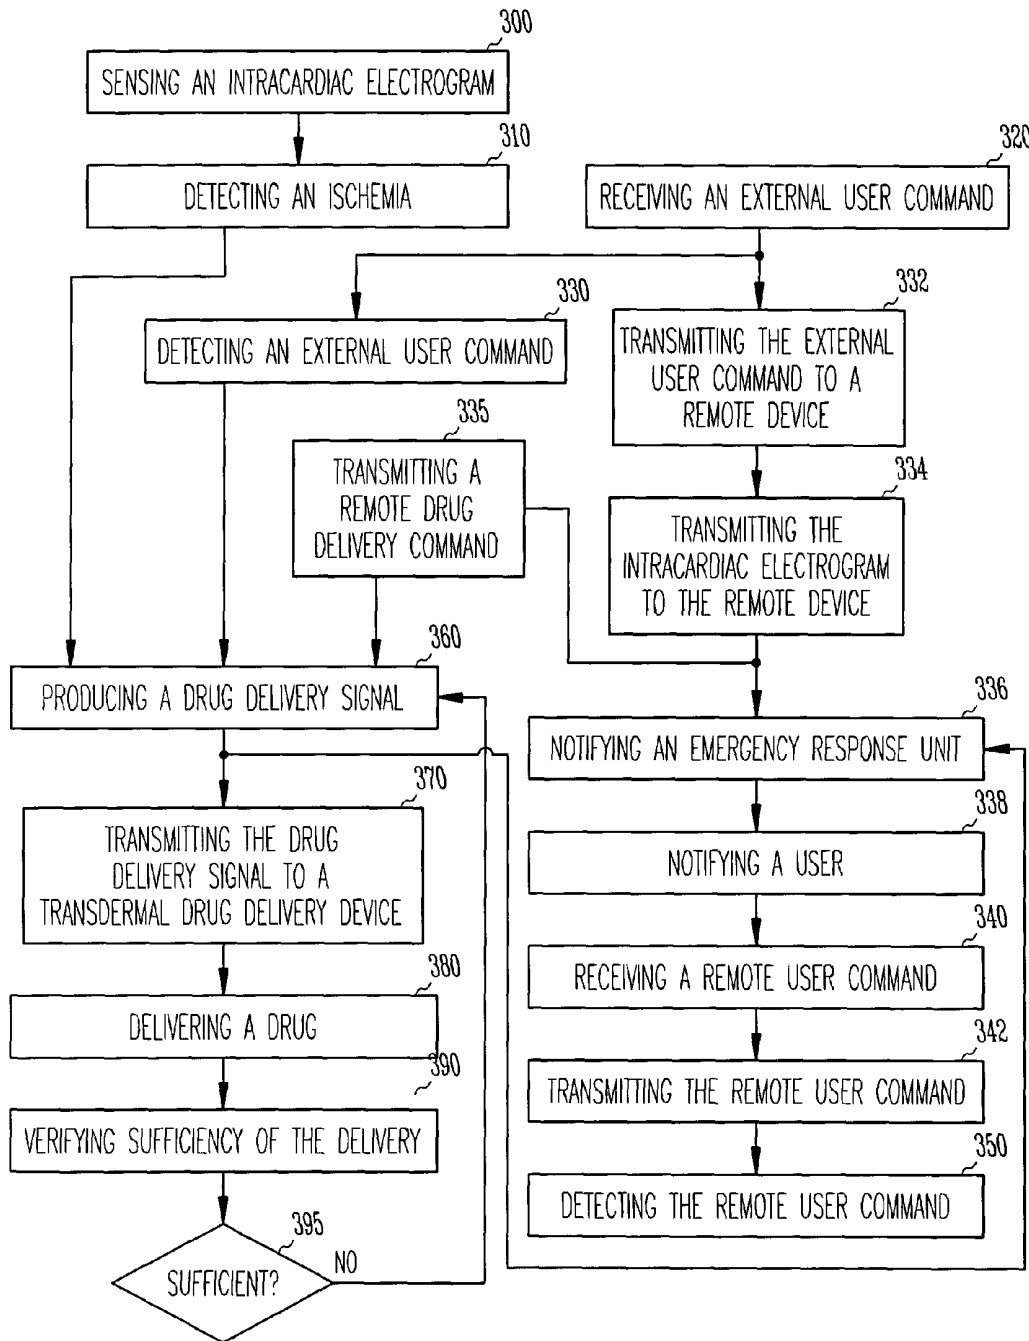 300
SENSING AN INTRACARDIAC ELECTROGRAM
310
DETECTING AN ISCHEMIA
320
RECEIVING AN EXTERNAL USER COMMAND
330
DETECTING AN EXTERNAL USER COMMAND
332
TRANSMITTING THE EXTERNAL
USER COMMAND TO A
REMOTE DEVICE
335
TRANSMITTING A
REMOTE DRUG
DELIVERY COMMAND
334
TRANSMITTING THE
INTRACARDIAC ELECTROGRAM
TO THE REMOTE DEVICE
360
PRODUCING A DRUG DELIVERY SIGNAL
336
NOTIFYING AN EMERGENCY RESPONSE UNIT
370
TRANSMITTING THE DRUG
DELIVERY SIGNAL TO A
TRANSDERMAL DRUG DELIVERY DEVICE
338
NOTIFYING A USER
340
RECEIVING A REMOTE USER COMMAND
380
DELIVERING A DRUG
342
TRANSMITTING THE REMOTE USER COMMAND
390
VERIFYING SUFFICIENCY OF THE DELIVERY
350
DETECTING THE REMOTE USER COMMAND
395
SUFFICIENT?
NO